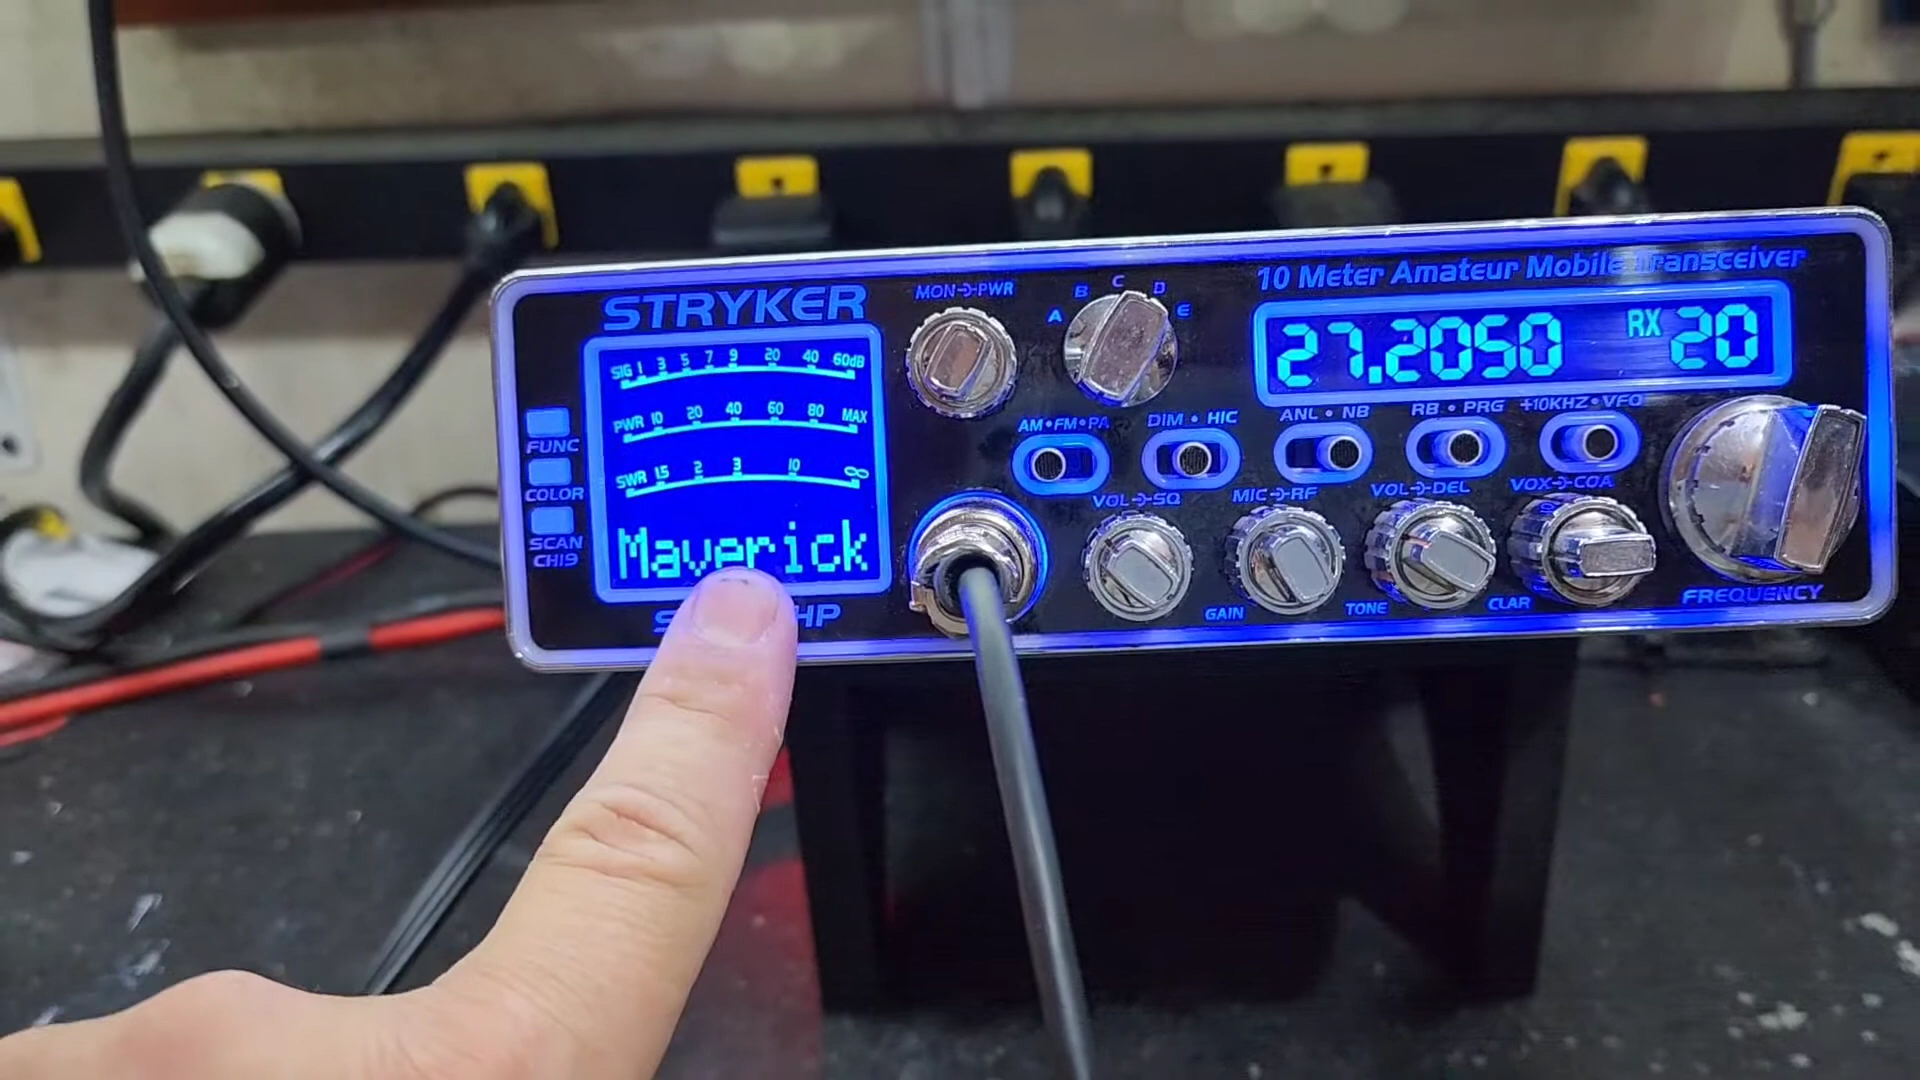 STRYKER
MON→PWR
A B C D E
10 Meter Amateur Mobile Transceiver
27.2050 RX 20
SIG 1 3 5 7 9 20 40 60dB
PWR 10 20 40 60 80 MAX
SWR 1.5 2 3 10 ∞
Maverick
FUNC
COLOR
SCAN
CH19
AM•FM•PA
DIM • HIC
ANL • NB
RB • PRG
+10KHZ•VFO
VOL→SQ
MIC→RF
VOL→DEL
VOX→COA
GAIN
TONE
CLAR
FREQUENCY
HP